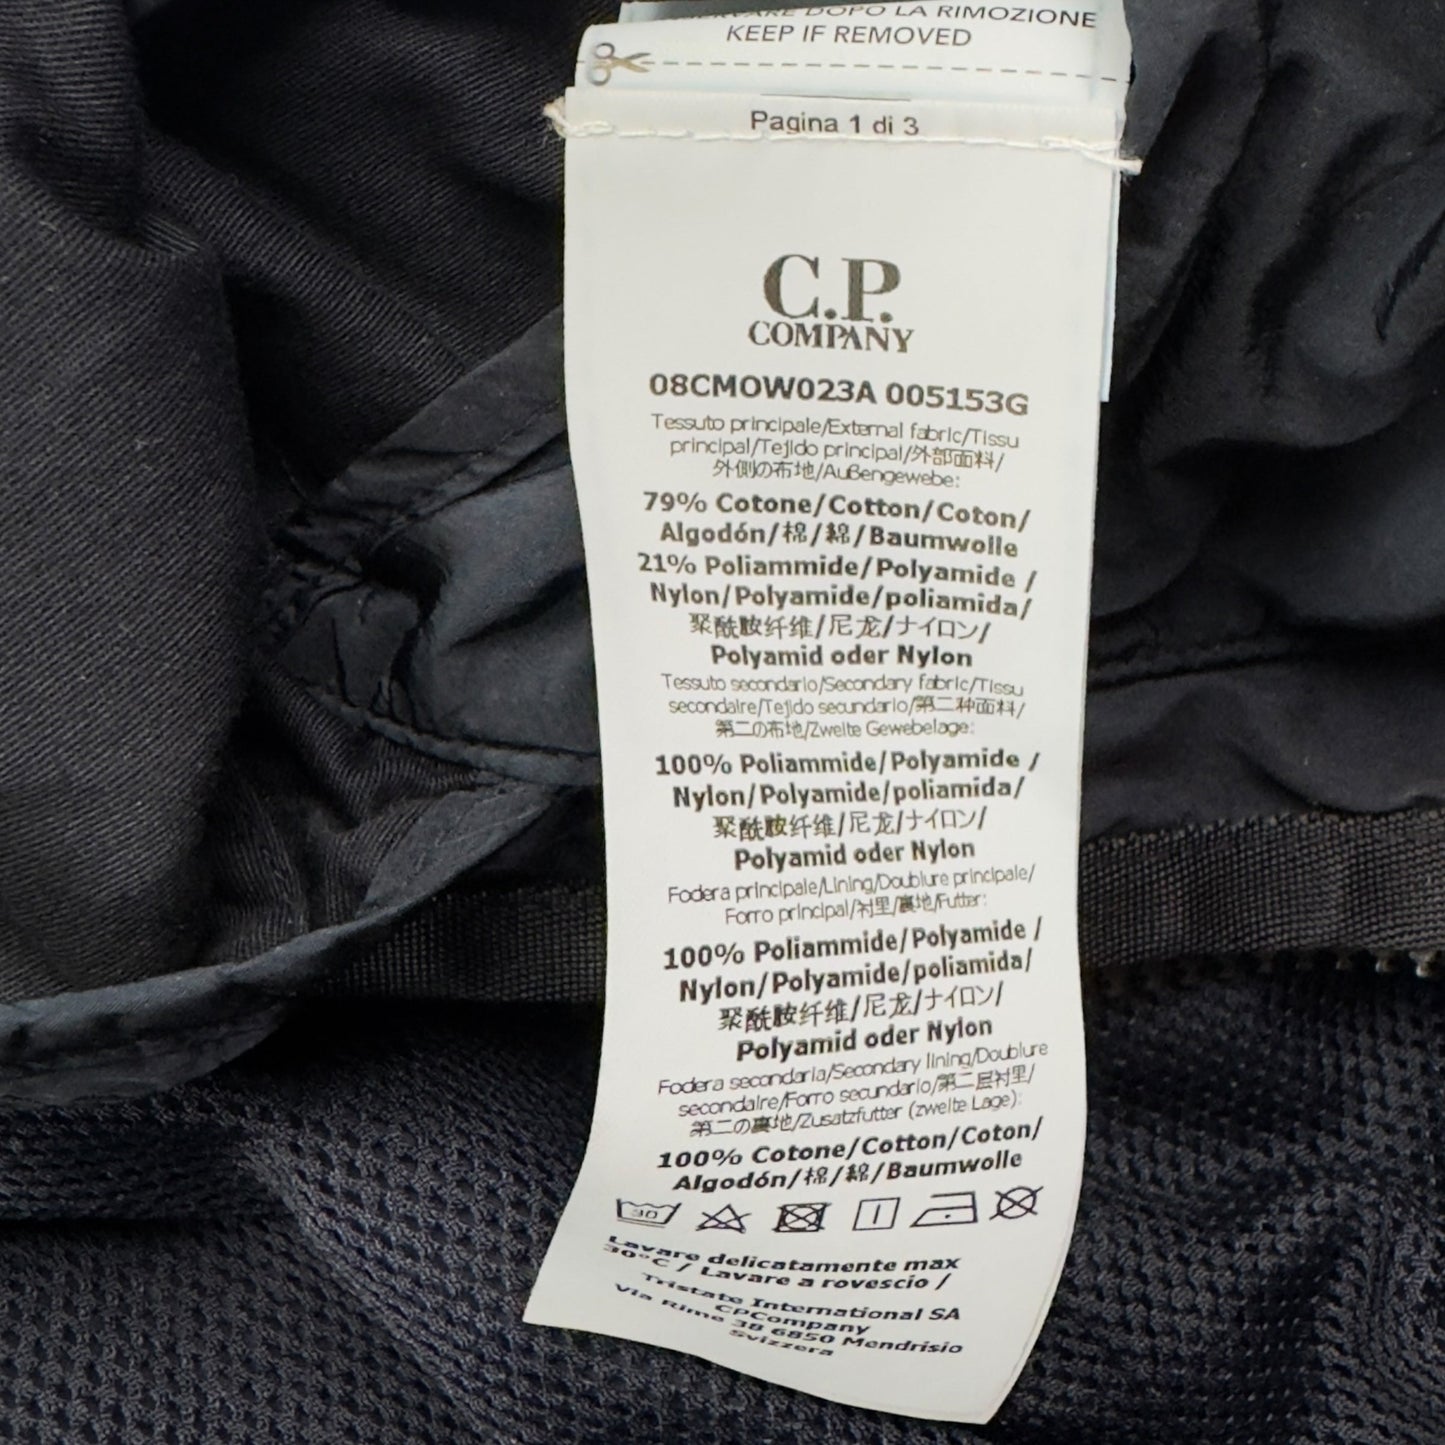 DOPO LA RIMOZIONE
KEEP IF REMOVED
Pagina 1 di 3
C.P.
COMPANY
08CMOW023A 005153G
Tessuto principale/External fabric/Tissu
principal/Tejido principal/外部面料/
外側の布地/Außengewebe:
79% Cotone/Cotton/Coton/
Algodón/棉/綿/Baumwolle
21% Poliammide/Polyamide /
Nylon/Polyamide/poliamida/
聚酰胺纤维/尼龙/ナイロン/
Polyamid oder Nylon
Tessuto secondario/Secondary fabric/Tissu
secondaire/Tejido secundario/第二种面料/
第二の布地/Zweite Gewebelage:
100% Poliammide/Polyamide /
Nylon/Polyamide/poliamida/
聚酰胺纤维/尼龙/ナイロン/
Polyamid oder Nylon
Fodera principale/Lining/Doublure principale/
Forro principal/衬里/裏地/Futter:
100% Poliammide/Polyamide /
Nylon/Polyamide/poliamida/
聚酰胺纤维/尼龙/ナイロン/
Polyamid oder Nylon
Fodera secondaria/Secondary lining/Doublure
secondaire/Forro secundario/第二层衬里/
第二の裏地/Zusatzfutter (zweite Lage):
100% Cotone/Cotton/Coton/
Algodón/棉/綿/Baumwolle
30
Lavare delicatamente max
30°C / Lavare a rovescio /
Tristate International SA
CPCompany
Via Rime 38 6850 Mendrisio
Svizzera